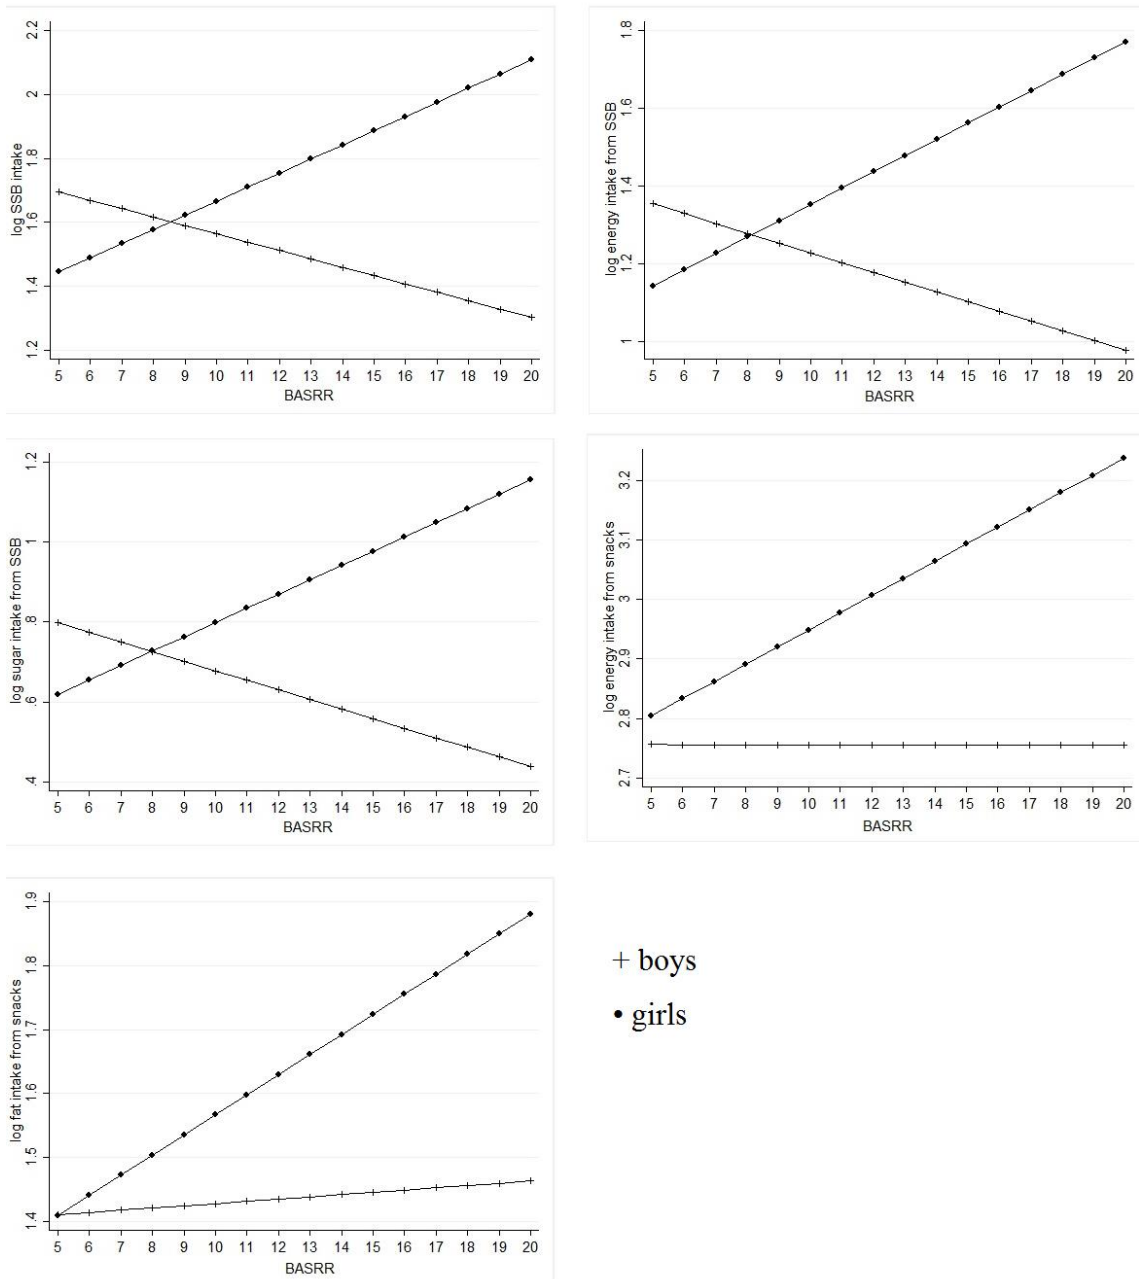 log SSB intake
2.2
2
1.8
1.6
1.4
1.2
5 6 7 8 9 10 11 12 13 14 15 16 17 18 19 20
BASRR
log energy intake from SSB
1.8
1.6
1.4
1.2
1
5 6 7 8 9 10 11 12 13 14 15 16 17 18 19 20
BASRR
log sugar intake from SSB
1.2
1
.8
.6
.4
5 6 7 8 9 10 11 12 13 14 15 16 17 18 19 20
BASRR
log energy intake from snacks
3.2
3.1
3
2.9
2.8
2.7
5 6 7 8 9 10 11 12 13 14 15 16 17 18 19 20
BASRR
log fat intake from snacks
1.9
1.8
1.7
1.6
1.5
1.4
5 6 7 8 9 10 11 12 13 14 15 16 17 18 19 20
BASRR
+ boys
• girls